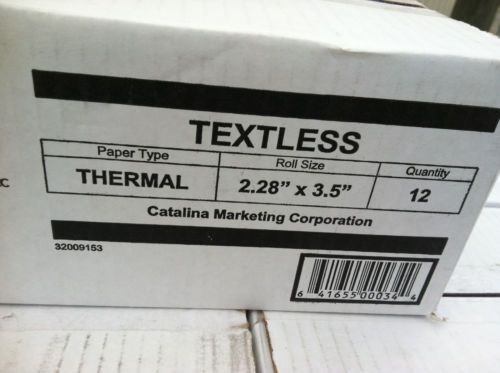 TEXTLESS
Paper Type Roll Size Quantity
THERMAL 2.28” x 3.5” 12
Catalina Marketing Corporation
32009153
6 41655 00034 4